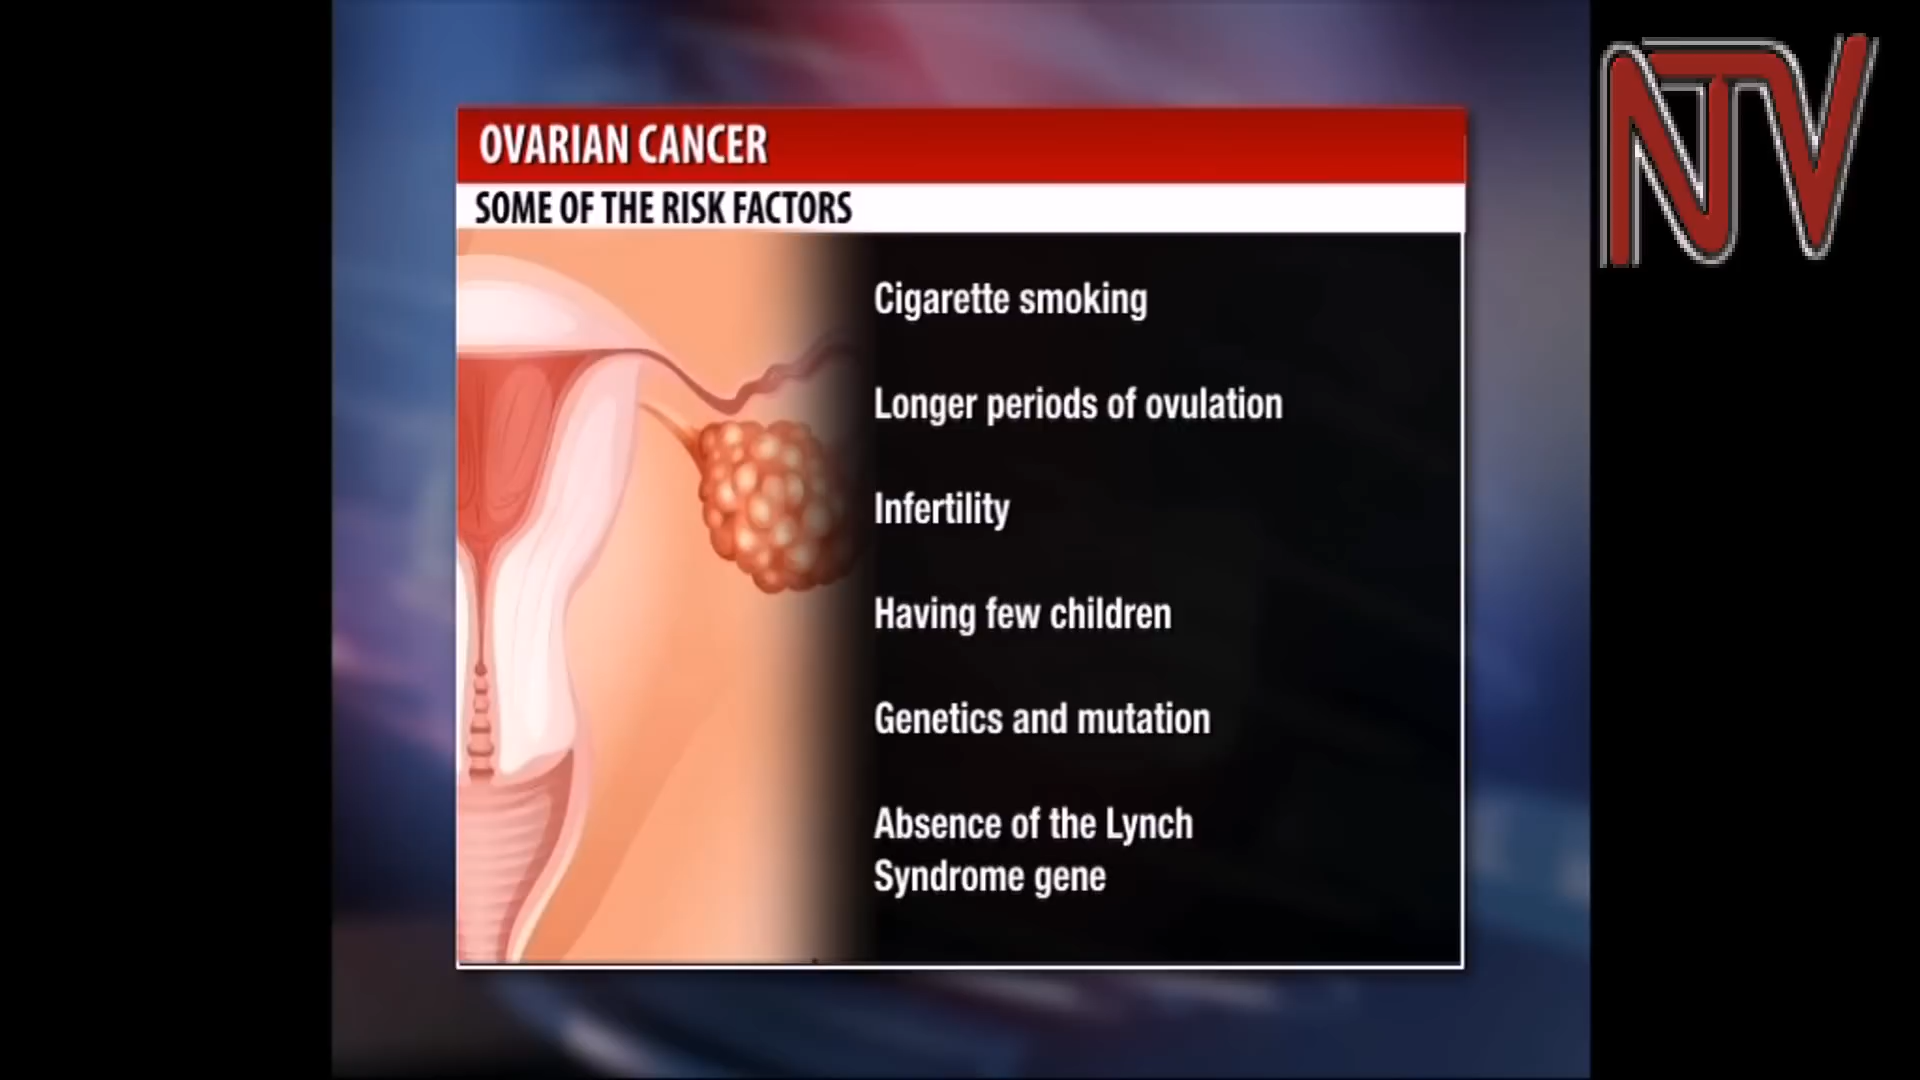 NTV
OVARIAN CANCER
SOME OF THE RISK FACTORS
Cigarette smoking
Longer periods of ovulation
Infertility
Having few children
Genetics and mutation
Absence of the Lynch
Syndrome gene